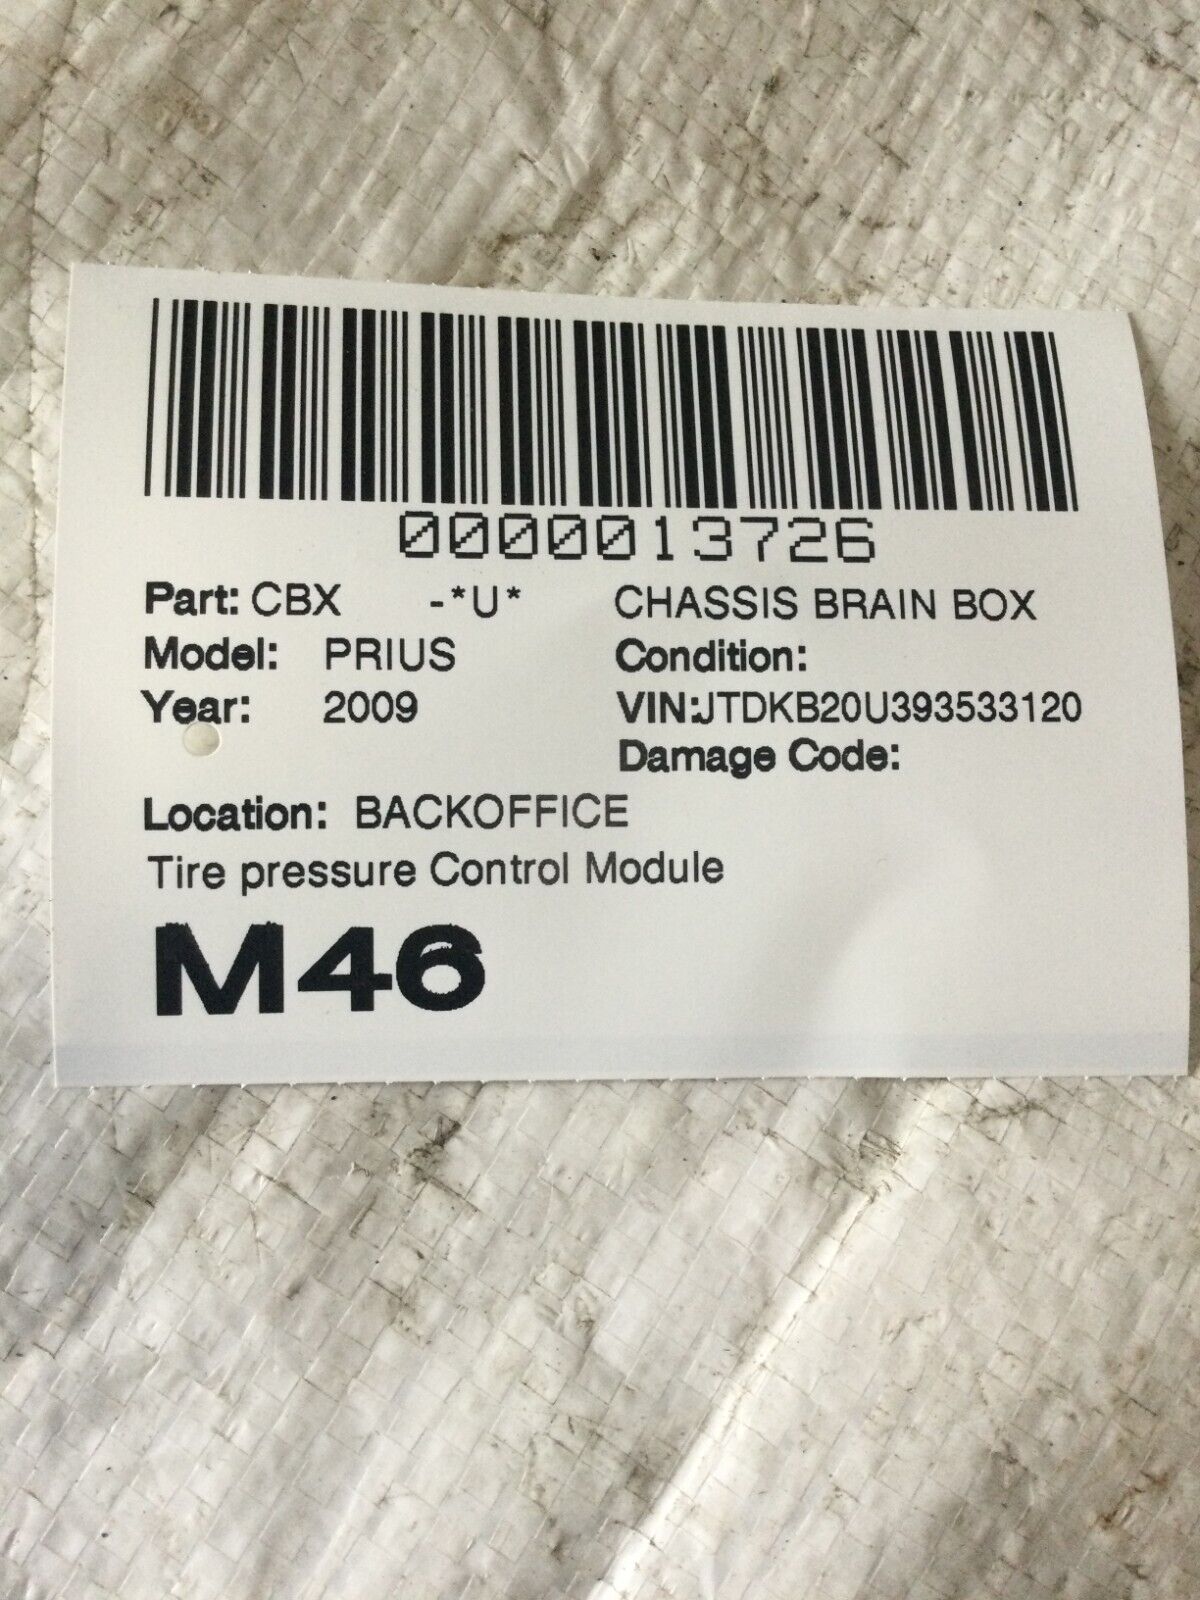 0000013726
Part: CBX -*U* CHASSIS BRAIN BOX
Model: PRIUS Condition:
Year: 2009 VIN:JTDKB20U393533120
Damage Code:
Location: BACKOFFICE
Tire pressure Control Module
M46